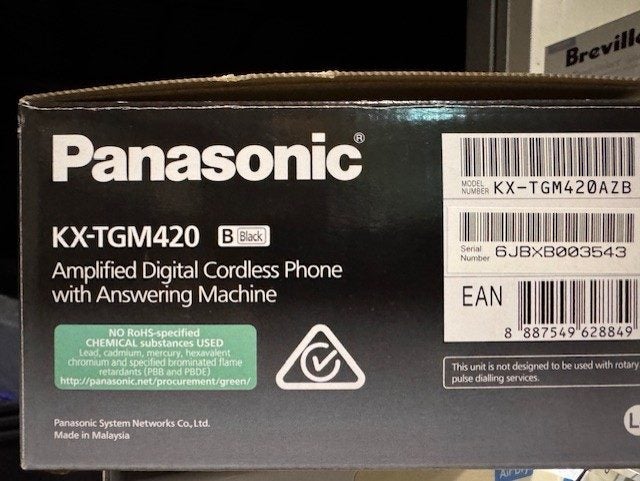 Panasonic®
KX-TGM420 B Black
Amplified Digital Cordless Phone
with Answering Machine
NO RoHS-specified
CHEMICAL substances USED
Lead, cadmium, mercury, hexavalent
chromium and specified brominated flame
retardants (PBB and PBDE)
http://panasonic.net/procurement/green/
Panasonic System Networks Co., Ltd.
Made in Malaysia
MODEL
NUMBER KX-TGM420AZB
Serial
Number 6JBXB003543
EAN
8 887549 628849
This unit is not designed to be used with rotary
pulse dialling services.
L